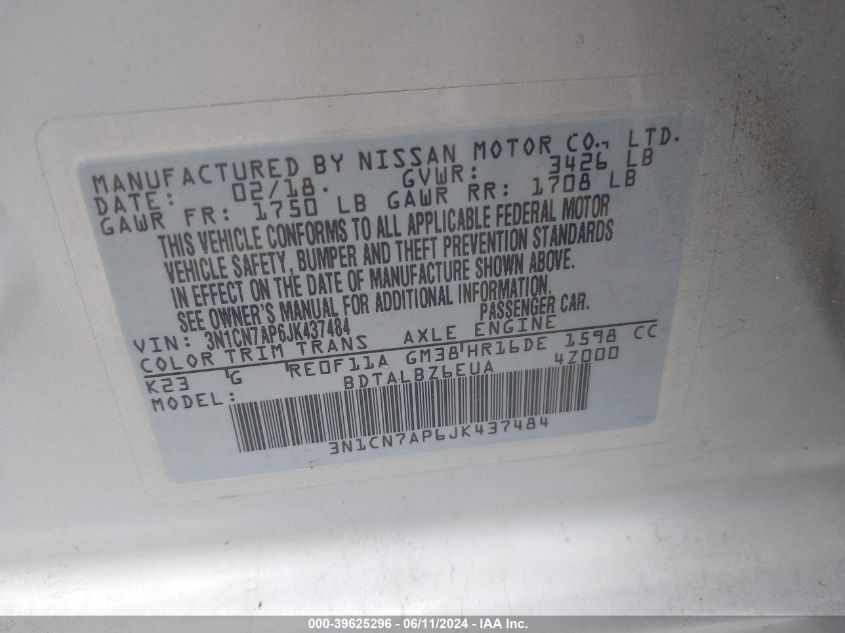 MANUFACTURED BY NISSAN MOTOR CO., LTD.
DATE: 02/18. GVWR: 3426 LB
GAWR FR: 1750 LB GAWR RR: 1708 LB
THIS VEHICLE CONFORMS TO ALL APPLICABLE FEDERAL MOTOR
VEHICLE SAFETY, BUMPER AND THEFT PREVENTION STANDARDS
IN EFFECT ON THE DATE OF MANUFACTURE SHOWN ABOVE.
SEE OWNER'S MANUAL FOR ADDITIONAL INFORMATION.
VIN: 3N1CN7AP6JK437484 PASSENGER CAR.
COLOR TRIM TRANS AXLE ENGINE
K23 G RE0F11A GM38 HR16DE 1598 CC
MODEL: BDTALBZ6EUA 4Z000
3N1CN7AP6JK437484
000-39625296 - 06/11/2024 - IAA Inc.